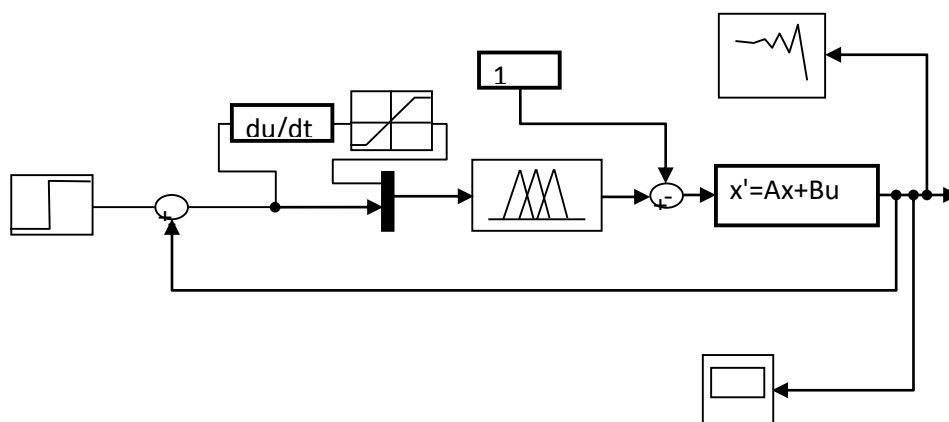 1
du/dt
+
+-
x'=Ax+Bu